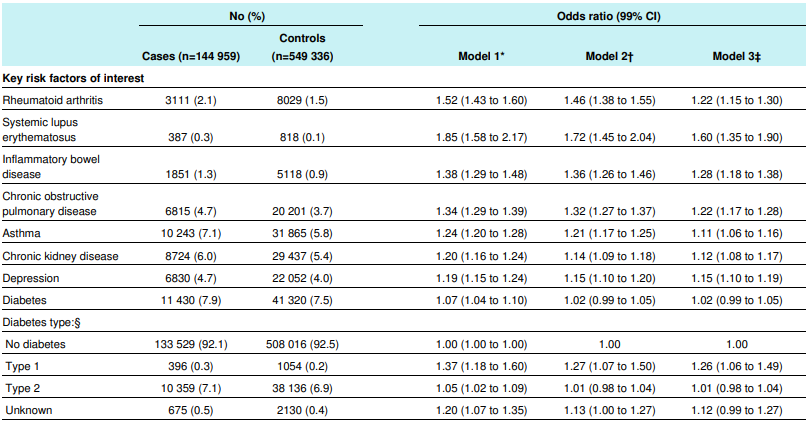 No (%) Odds ratio (99% CI)
Controls
Cases (n=144 959) (n=549 336) Model 1* Model 2† Model 3‡
Key risk factors of interest
Rheumatoid arthritis 3111 (2.1) 8029 (1.5) 1.52 (1.43 to 1.60) 1.46 (1.38 to 1.55) 1.22 (1.15 to 1.30)
Systemic lupus
erythematosus 387 (0.3) 818 (0.1) 1.85 (1.58 to 2.17) 1.72 (1.45 to 2.04) 1.60 (1.35 to 1.90)
Inflammatory bowel
disease 1851 (1.3) 5118 (0.9) 1.38 (1.29 to 1.48) 1.36 (1.26 to 1.46) 1.28 (1.18 to 1.38)
Chronic obstructive
pulmonary disease 6815 (4.7) 20 201 (3.7) 1.34 (1.29 to 1.39) 1.32 (1.27 to 1.37) 1.22 (1.17 to 1.28)
Asthma 10 243 (7.1) 31 865 (5.8) 1.24 (1.20 to 1.28) 1.21 (1.17 to 1.25) 1.11 (1.06 to 1.16)
Chronic kidney disease 8724 (6.0) 29 437 (5.4) 1.20 (1.16 to 1.24) 1.14 (1.09 to 1.18) 1.12 (1.08 to 1.17)
Depression 6830 (4.7) 22 052 (4.0) 1.19 (1.15 to 1.24) 1.15 (1.10 to 1.20) 1.15 (1.10 to 1.19)
Diabetes 11 430 (7.9) 41 320 (7.5) 1.07 (1.04 to 1.10) 1.02 (0.99 to 1.05) 1.02 (0.99 to 1.05)
Diabetes type:§
No diabetes 133 529 (92.1) 508 016 (92.5) 1.00 (1.00 to 1.00) 1.00 1.00
Type 1 396 (0.3) 1054 (0.2) 1.37 (1.18 to 1.60) 1.27 (1.07 to 1.50) 1.26 (1.06 to 1.49)
Type 2 10 359 (7.1) 38 136 (6.9) 1.05 (1.02 to 1.09) 1.01 (0.98 to 1.04) 1.01 (0.98 to 1.04)
Unknown 675 (0.5) 2130 (0.4) 1.20 (1.07 to 1.35) 1.13 (1.00 to 1.27) 1.12 (0.99 to 1.27)